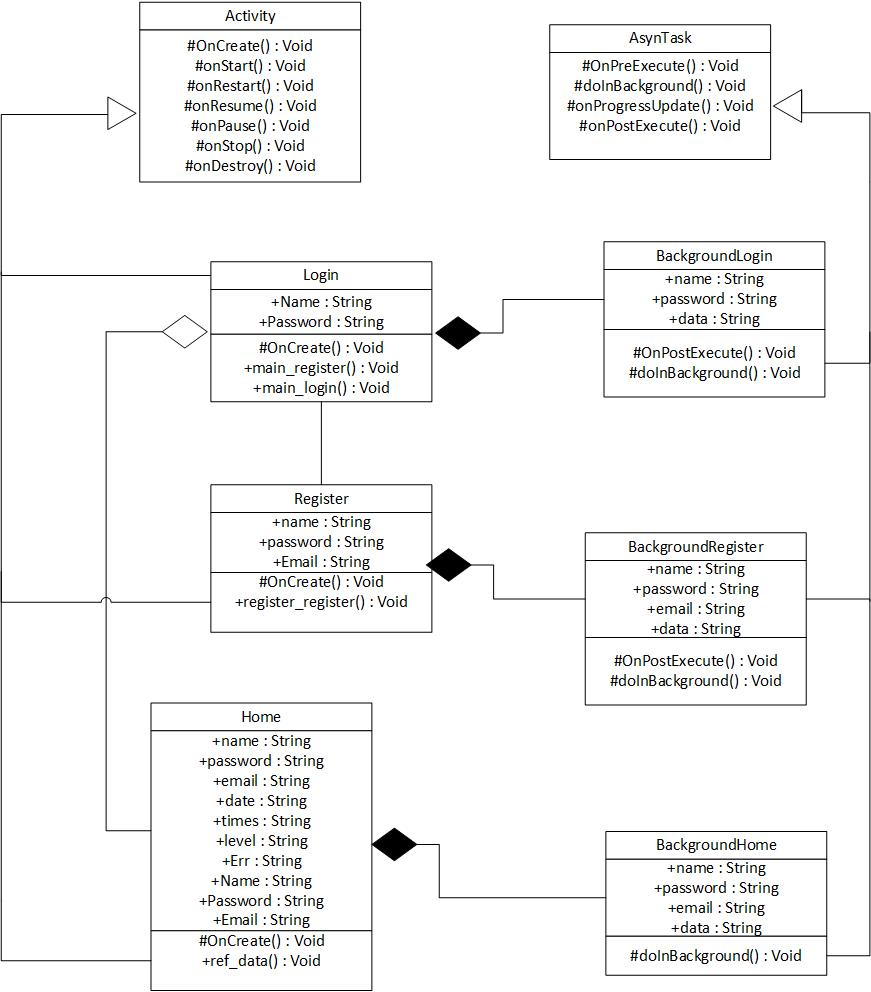 Activity
#OnCreate() : Void
#onStart() : Void
#onRestart() : Void
#onResume() : Void
#onPause() : Void
#onStop() : Void
#onDestroy() : Void
AsynTask
#OnPreExecute() : Void
#doInBackground() : Void
#onProgressUpdate() : Void
#onPostExecute() : Void
Login
+Name : String
+Password : String
#OnCreate() : Void
+main_register() : Void
+main_login() : Void
BackgroundLogin
+name : String
+password : String
+data : String
#OnPostExecute() : Void
#doInBackground() : Void
Register
+name : String
+password : String
+Email : String
#OnCreate() : Void
+register_register() : Void
BackgroundRegister
+name : String
+password : String
+email : String
+data : String
#OnPostExecute() : Void
#doInBackground() : Void
Home
+name : String
+password : String
+email : String
+date : String
+times : String
+level : String
+Err : String
+Name : String
+Password : String
+Email : String
#OnCreate() : Void
+ref_data() : Void
BackgroundHome
+name : String
+password : String
+email : String
+data : String
#doInBackground() : Void